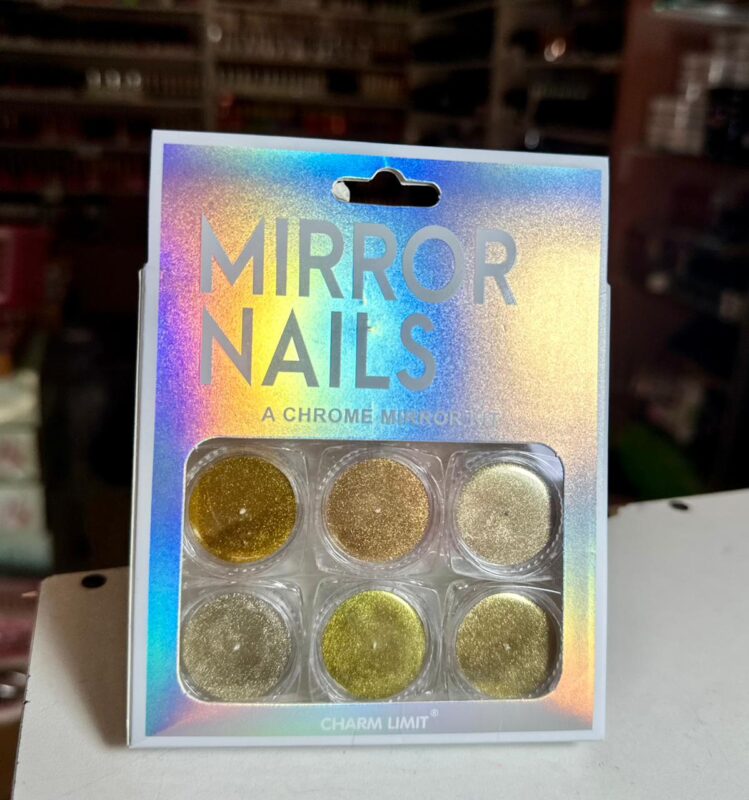 MIRROR
NAILS
A CHROME MIRROR KIT
CHARM LIMIT®